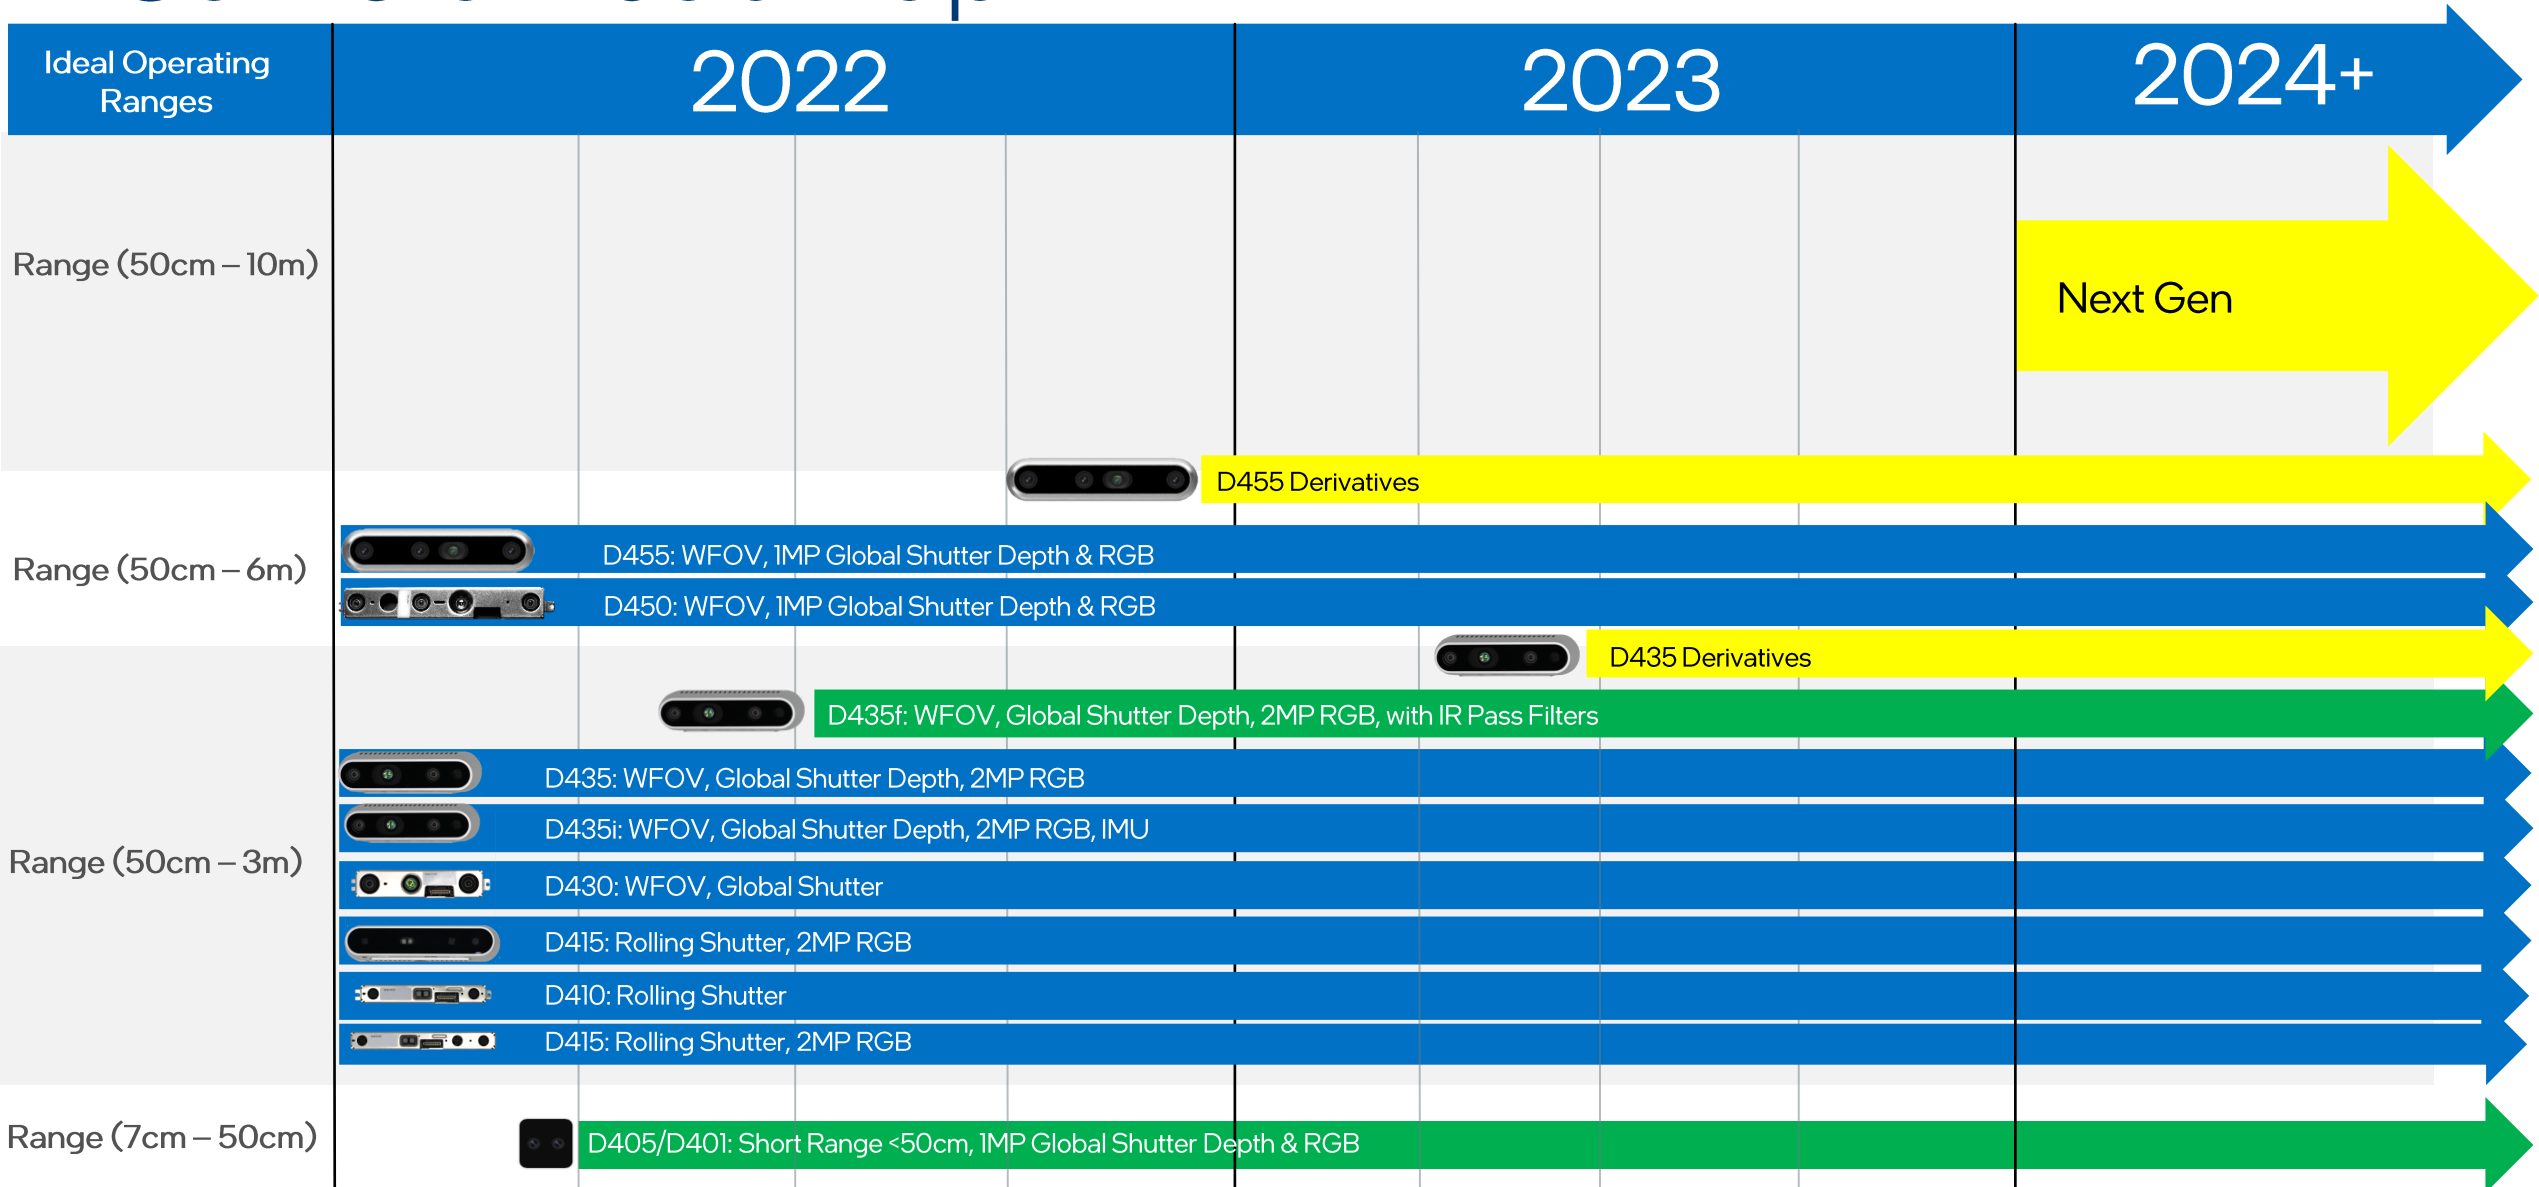 Ideal Operating
Ranges
2022
2023
2024+
Range (50cm – 10m)
Next Gen
D455 Derivatives
Range (50cm – 6m)
D455: WFOV, 1MP Global Shutter Depth & RGB
D450: WFOV, 1MP Global Shutter Depth & RGB
D435 Derivatives
D435f: WFOV, Global Shutter Depth, 2MP RGB, with IR Pass Filters
Range (50cm – 3m)
D435: WFOV, Global Shutter Depth, 2MP RGB
D435i: WFOV, Global Shutter Depth, 2MP RGB, IMU
D430: WFOV, Global Shutter
D415: Rolling Shutter, 2MP RGB
D410: Rolling Shutter
D415: Rolling Shutter, 2MP RGB
Range (7cm – 50cm)
D405/D401: Short Range <50cm, 1MP Global Shutter Depth & RGB